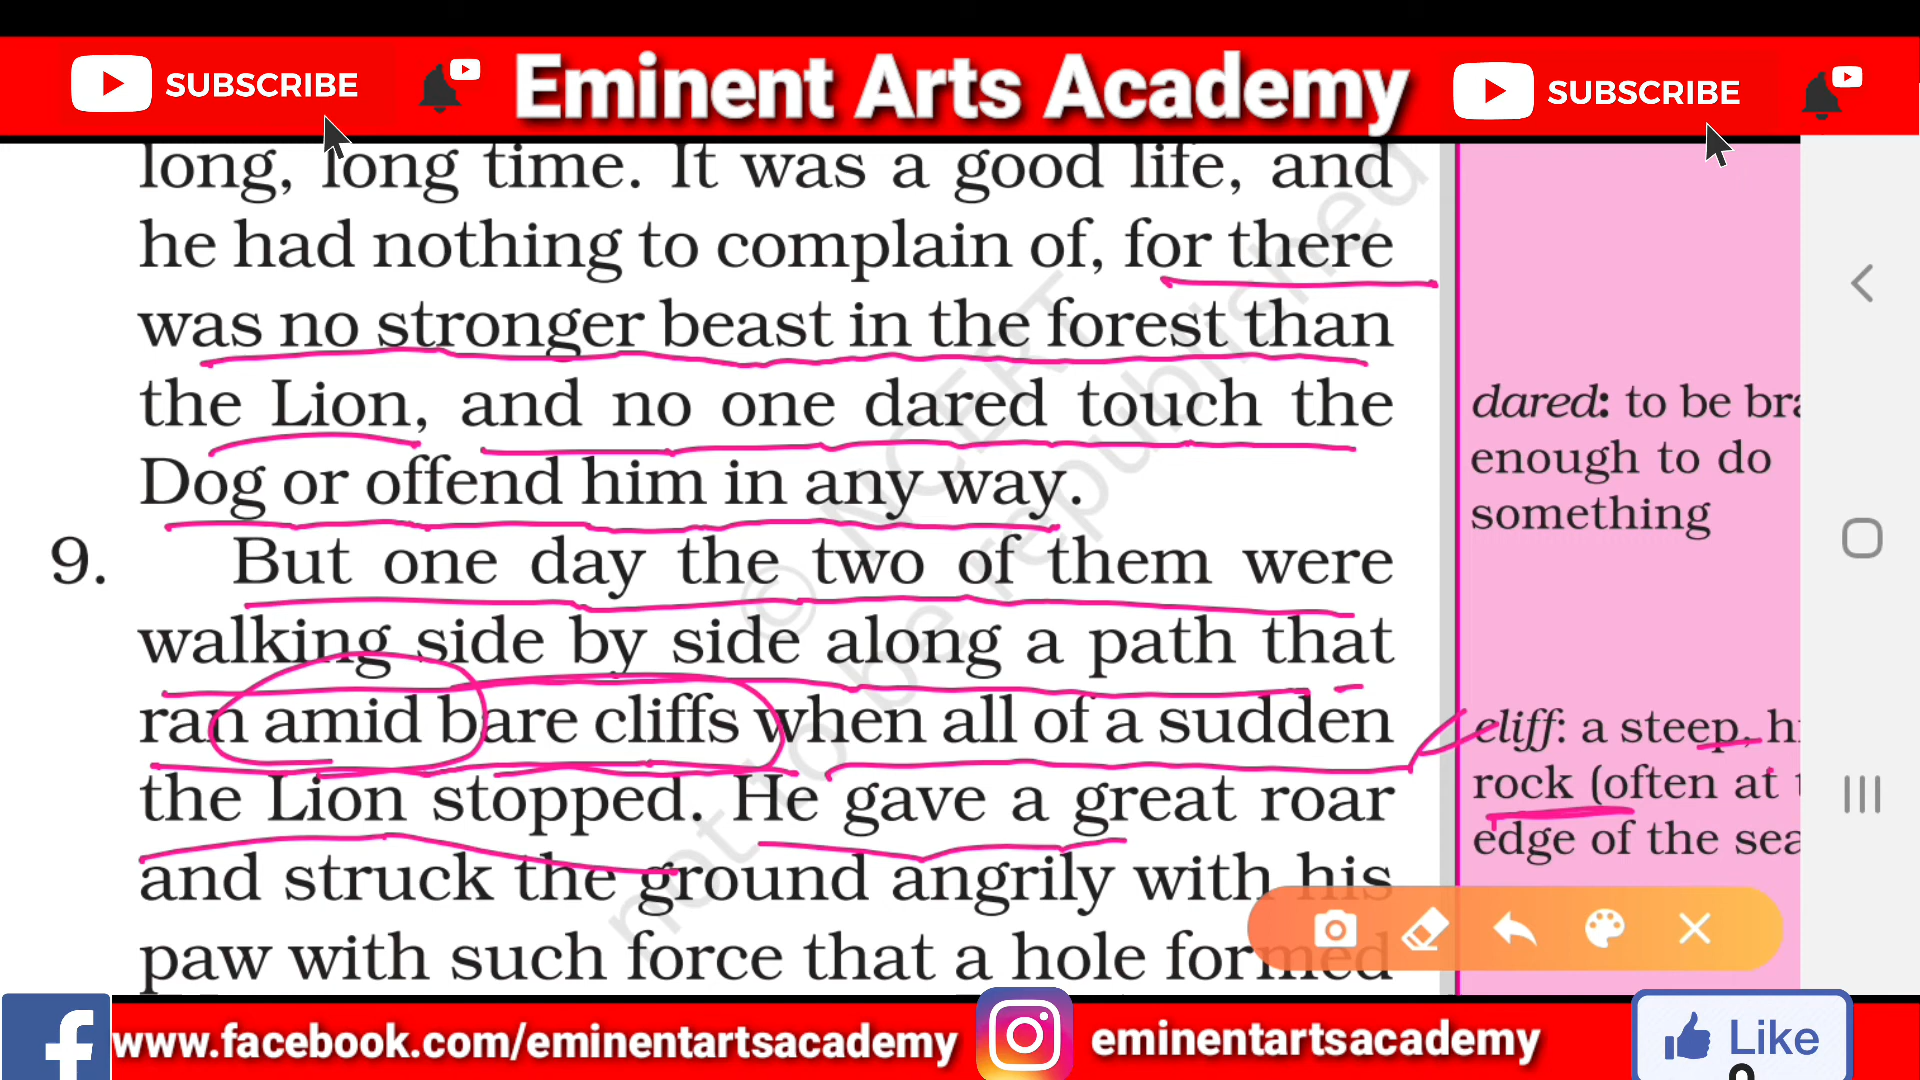 SUBSCRIBE Eminent Arts Academy SUBSCRIBE
long, long time. It was a good life, and
he had nothing to complain of, for there
was no stronger beast in the forest than
the Lion, and no one dared touch the
Dog or offend him in any way.
9. But one day the two of them were
walking side by side along a path that
ran amid bare cliffs when all of a sudden
the Lion stopped. He gave a great roar
and struck the ground angrily with his
paw with such force that a hole formed
dared: to be
enough to do
something
cliff: a steep,
rock (often at
edge of the sea
© NCERT
not to be republished
www.facebook.com/eminentartsacademy eminentartsacademy Like